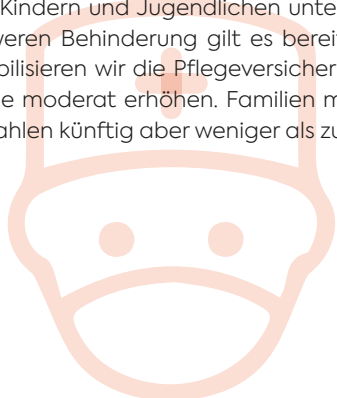 Kindern und Jugendlichen unte
weren Behinderung gilt es bereit
bilisieren wir die Pflegeversicher
e moderat erhöhen. Familien m
ahlen künftig aber weniger als zu